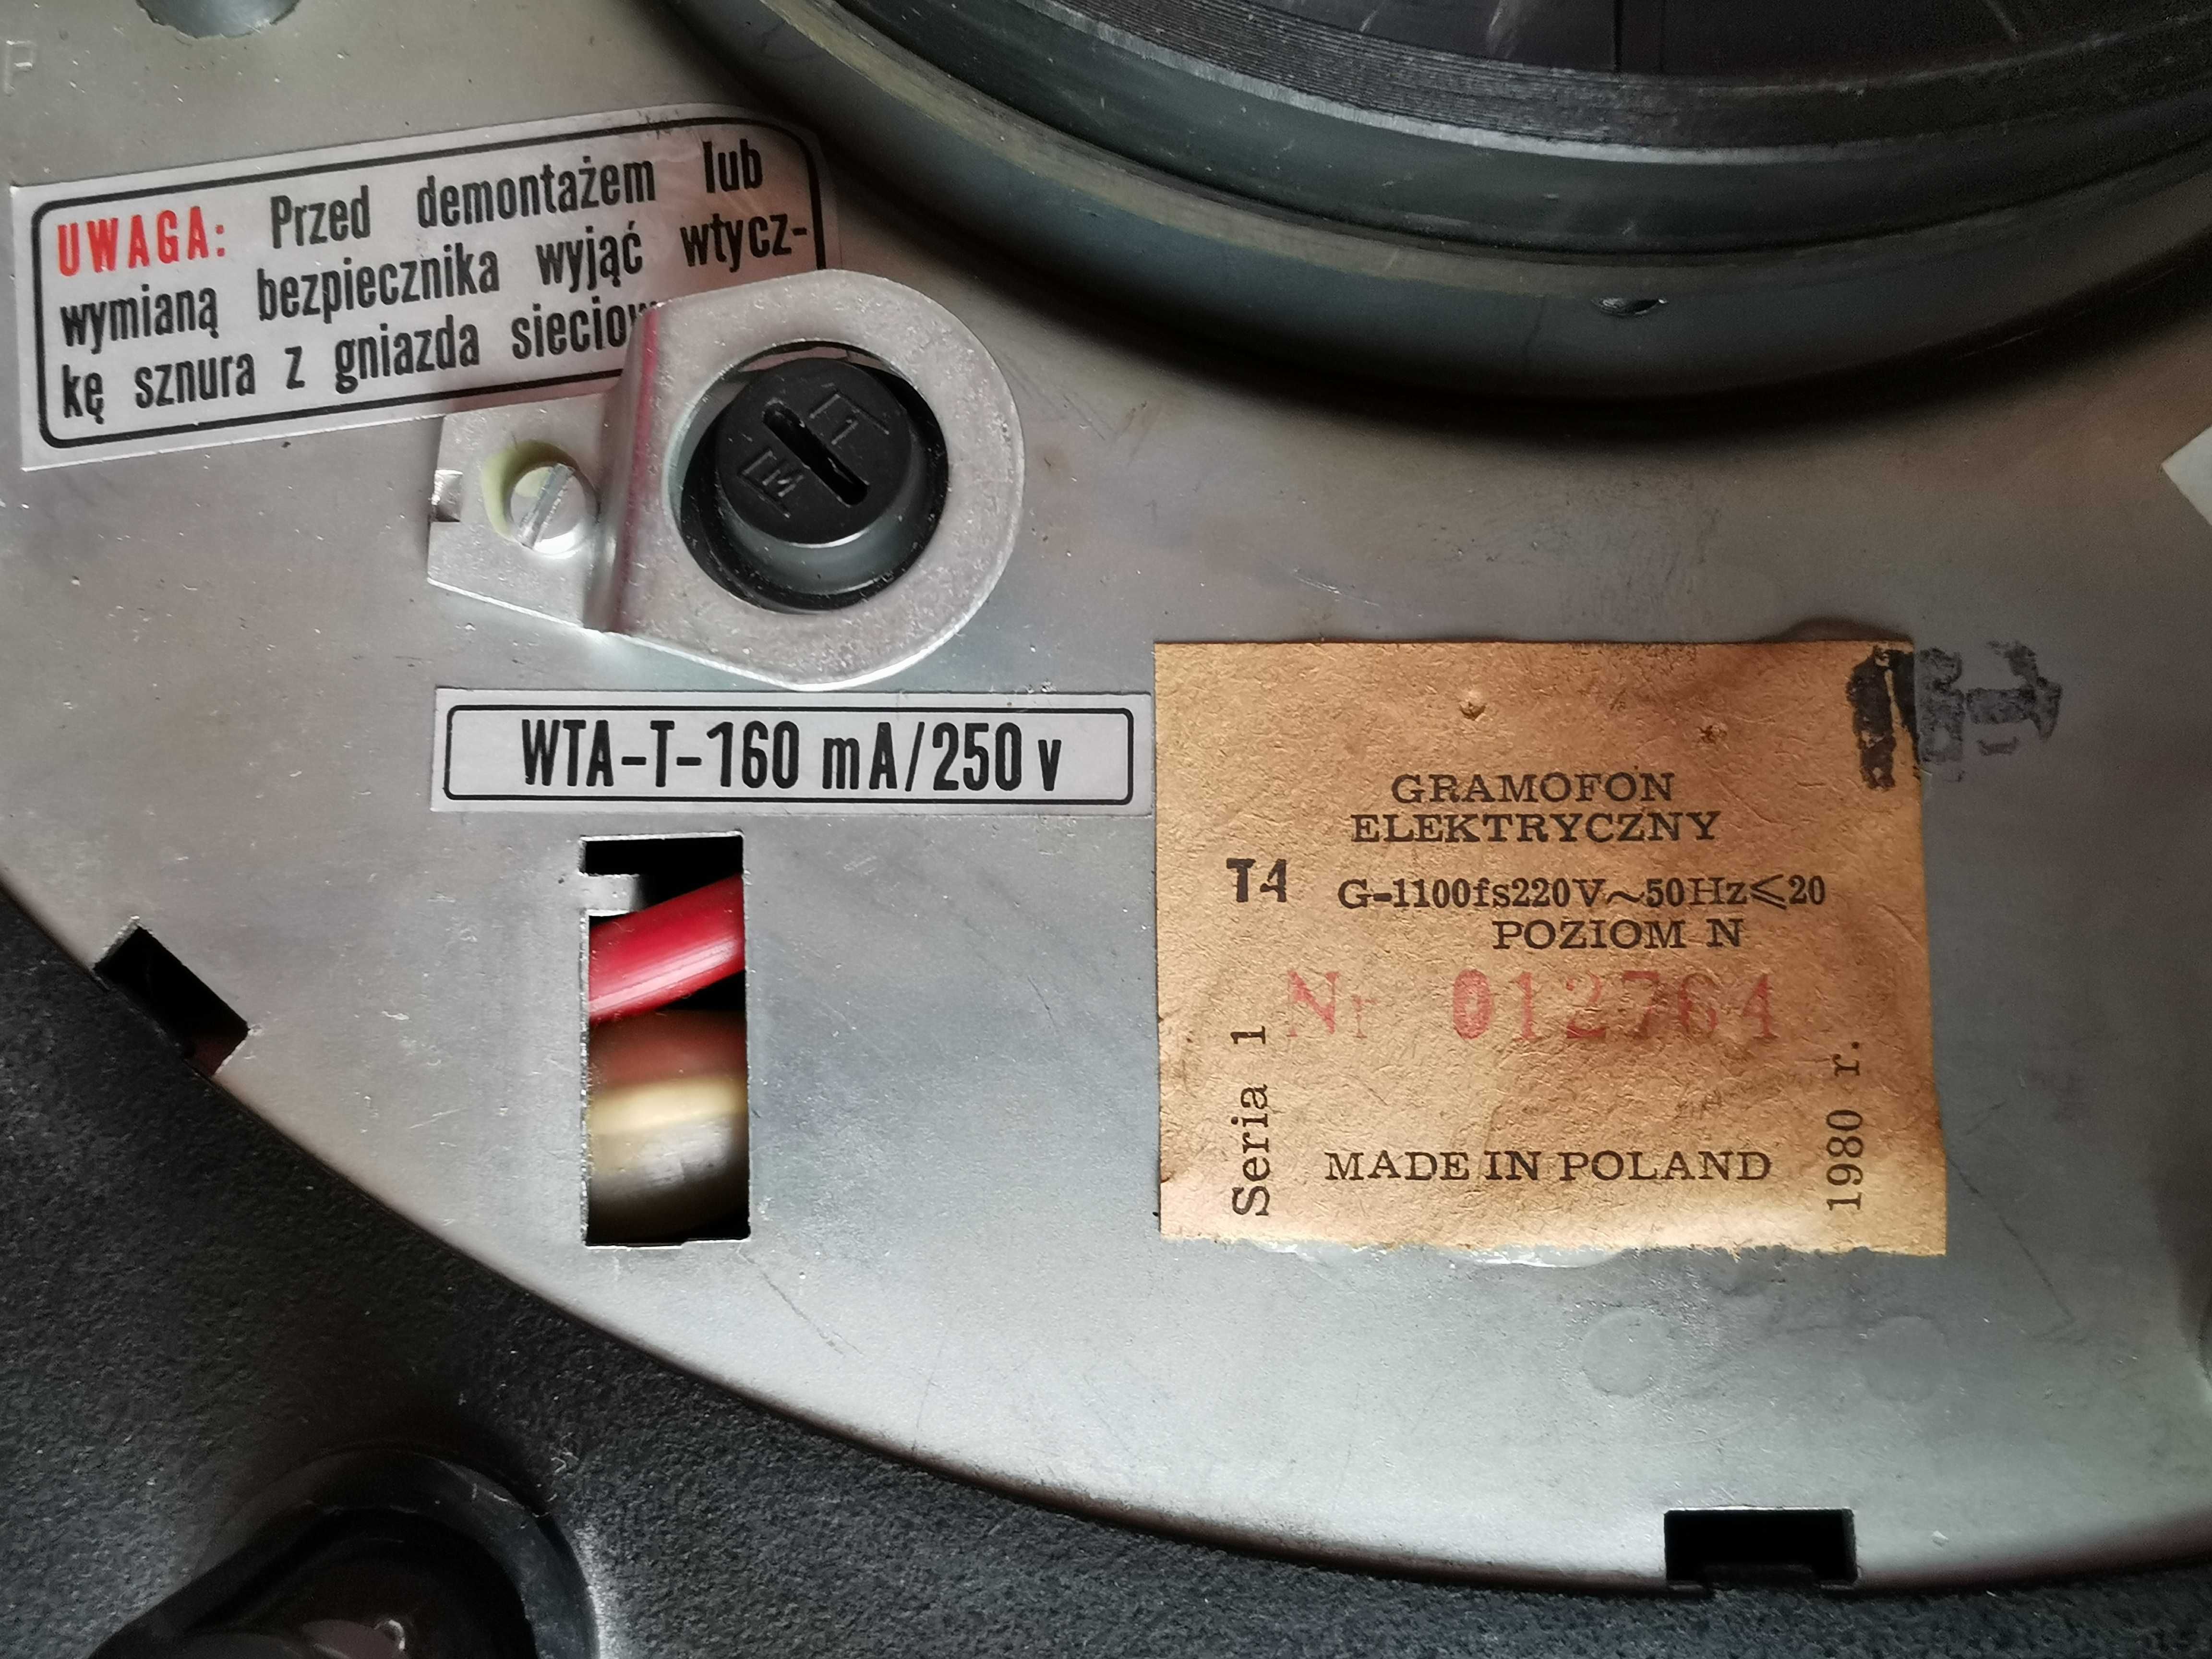 UWAGA: Przed demontażem lub
wymianą bezpiecznika wyjąć wtycz-
kę sznura z gniazda
WTA-T-160 mA/250 v
GRAMOFON
ELEKTRYCZNY
T4 G-1100fs220V~50Hz⩽20
POZIOM N
Nr 012764
Seria 1
MADE IN POLAND
1980 r.